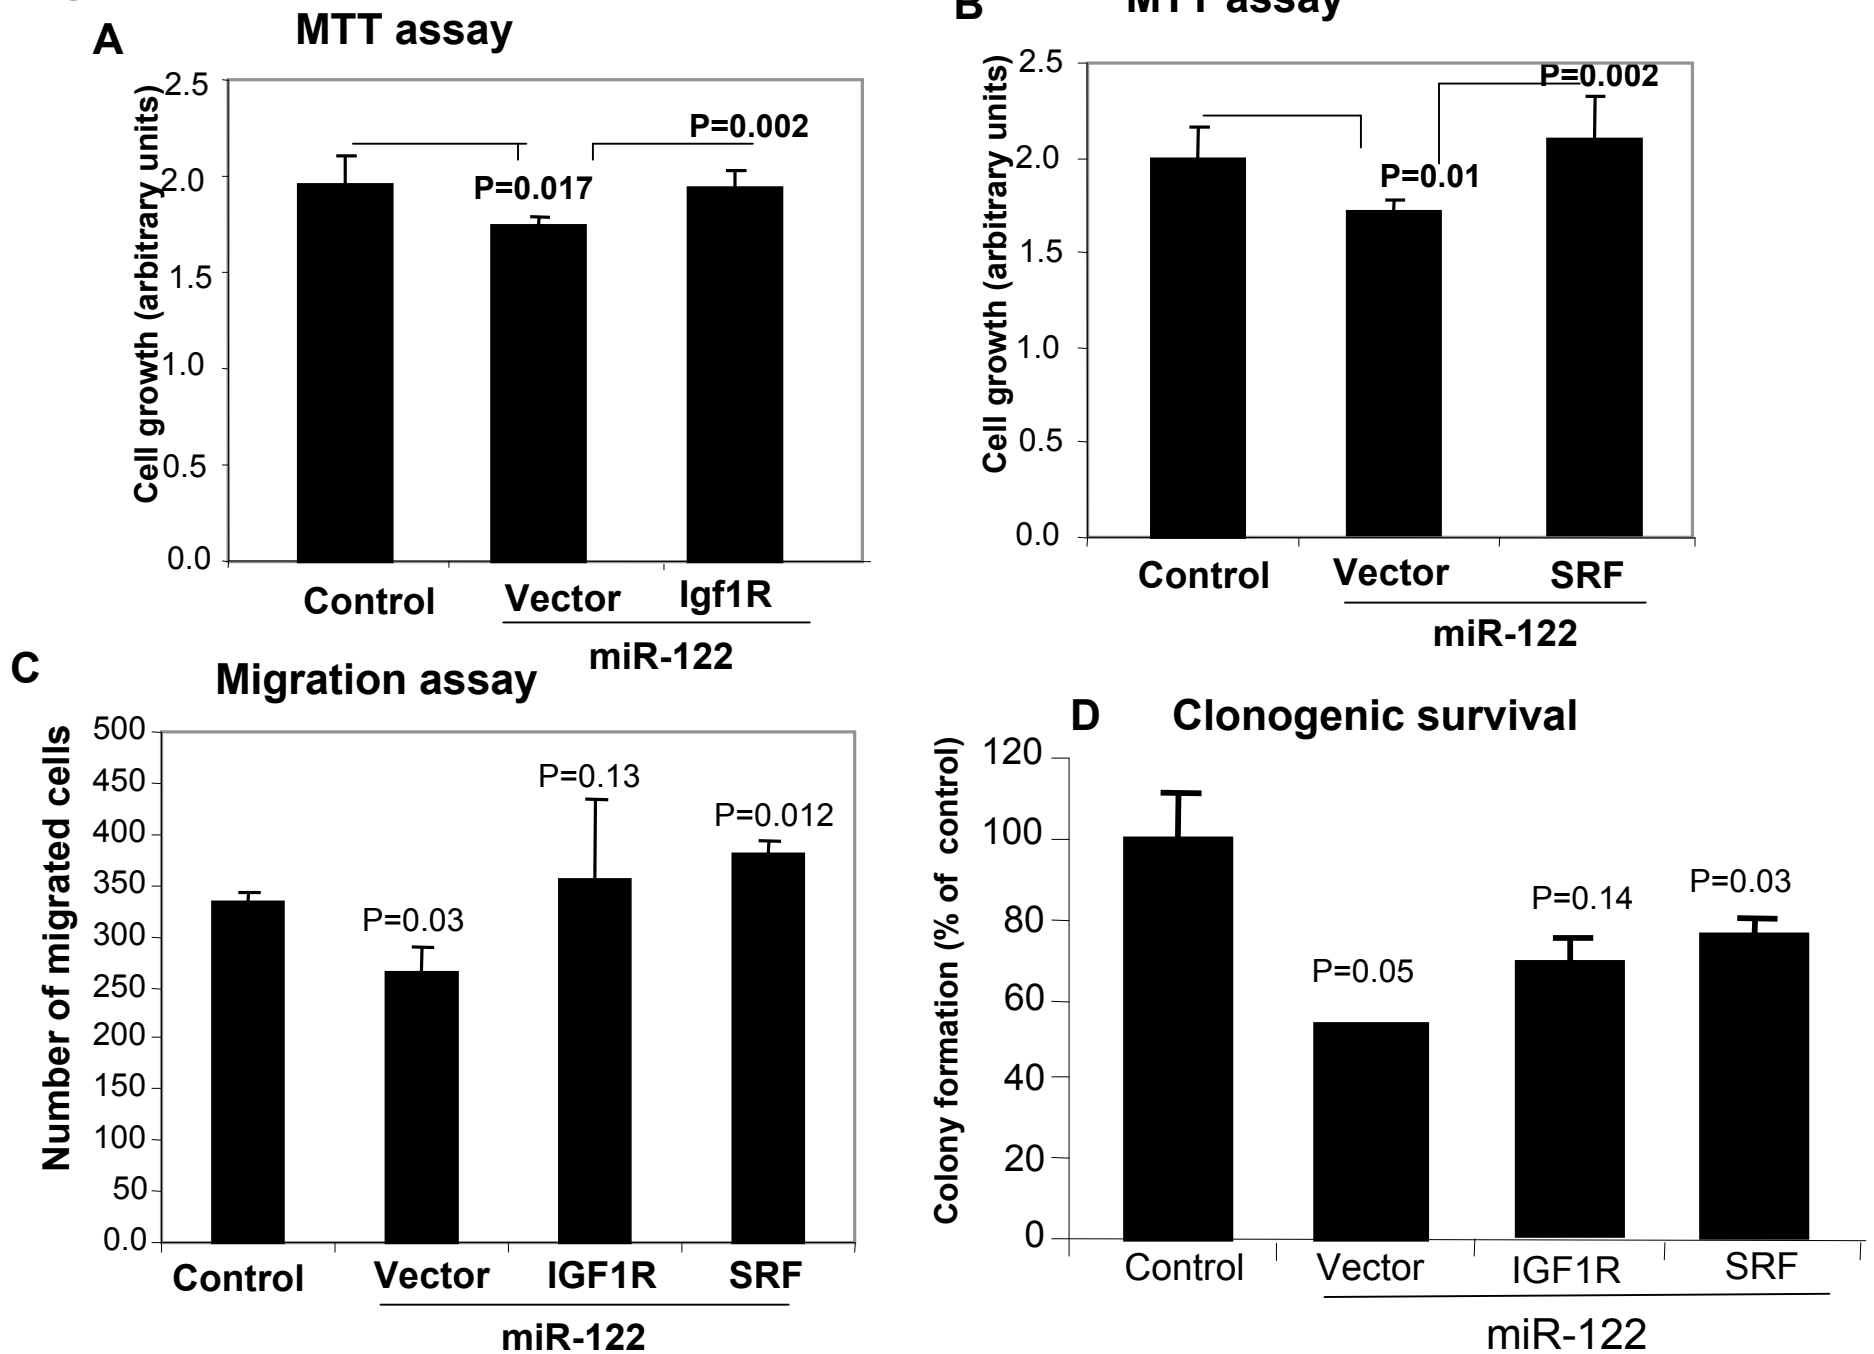 A
MTT assay
Cell growth (arbitrary units)
2.5
2.0
1.5
1.0
0.5
0.0
P=0.017
P=0.002
Control
Vector
Igf1R
miR-122
B
MTT assay
Cell growth (arbitrary units)
2.5
2.0
1.5
1.0
0.5
0.0
P=0.01
P=0.002
Control
Vector
SRF
miR-122
C
Migration assay
Number of migrated cells
500
450
400
350
300
250
200
150
100
50
0.0
P=0.03
P=0.13
P=0.012
Control
Vector
IGF1R
SRF
miR-122
D
Clonogenic survival
Colony formation (% of control)
120
100
80
60
40
20
0
P=0.05
P=0.14
P=0.03
Control
Vector
IGF1R
SRF
miR-122